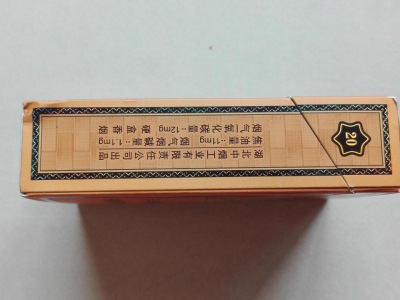 20
湖北中烟工业有限责任公司出品
焦油量:11mg 烟气烟碱量:1.1mg
烟气一氧化碳量:12mg 硬盒香烟